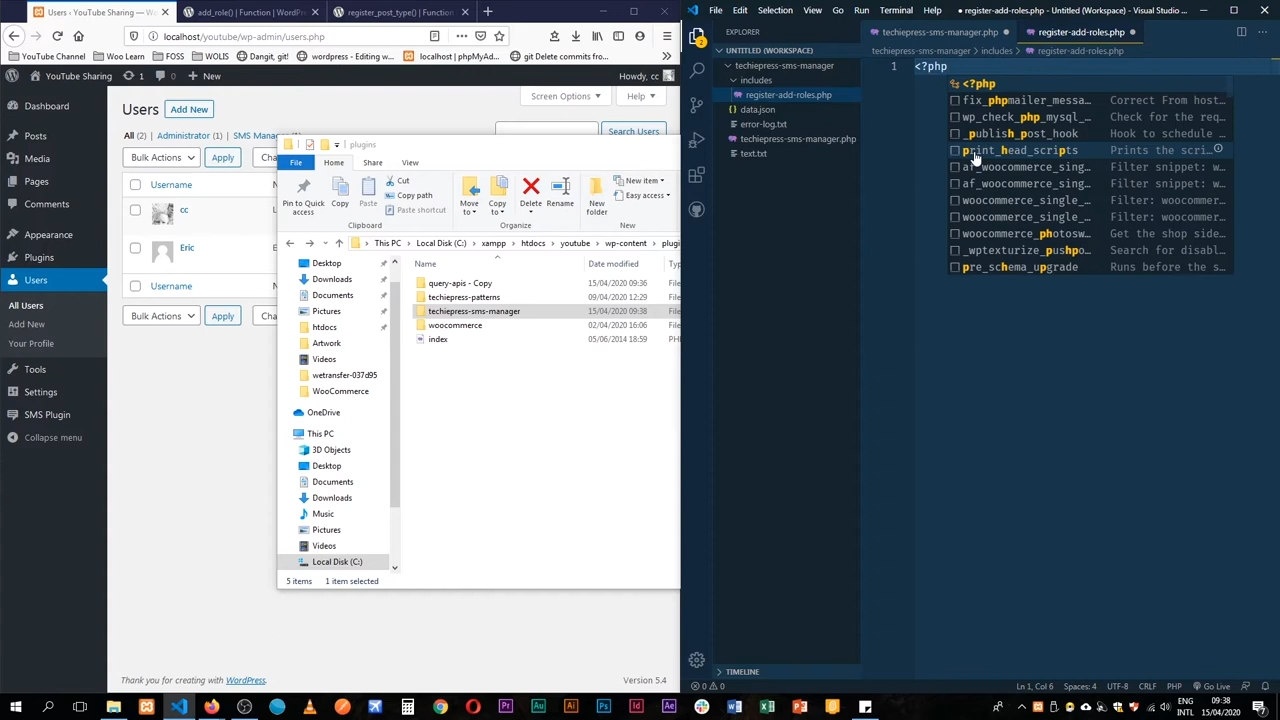 Users ‹ YouTube Sharing — Wor
add_role() | Function | WordPr
register_post_type() | Function
localhost/youtube/wp-admin/users.php
YouTube Channel
Woo Learn
FOSS
WOLIS
Dangit, git!
wordpress - Editing w...
localhost | phpMyAd...
git Delete commits th...
YouTube Sharing
1
0
New
Howdy, cc
Dashboard
Posts
Media
Pages
Comments
Appearance
Plugins
Users
All Users
Add New
Your Profile
Tools
Settings
SMS Plugin
Collapse menu
Users
Add New
Screen Options
Help
All (2) | Administrator (1) | SMS Manager (1)
Search Users
Bulk Actions
Apply
Cha
Username
cc
Eric
Username
Bulk Actions
Apply
Cha
Thank you for creating with WordPress.
Version 5.4
plugins
File
Home
Share
View
Pin to Quick access
Copy
Paste
Cut
Copy path
Paste shortcut
Clipboard
Move to
Copy to
Delete
Rename
Organize
New folder
New item
Easy access
New
This PC
Local Disk (C:)
xampp
htdocs
youtube
wp-content
plugi
Desktop
Downloads
Documents
Pictures
htdocs
Artwork
Videos
wetransfer-037d95
WooCommerce
OneDrive
This PC
3D Objects
Desktop
Documents
Downloads
Music
Pictures
Videos
Local Disk (C:)
Name
Date modified
Typ
query-apis - Copy 15/04/2020 09:36 File
techiepress-patterns 09/04/2020 12:29 File
techiepress-sms-manager 15/04/2020 09:38 File
woocommerce 02/04/2020 16:06 File
index 05/06/2014 18:59 PH
5 items
1 item selected
File
Edit
Selection
View
Go
Run
Terminal
Help
● register-add-roles.php - Untitled (Workspace) - Visual Studio ...
EXPLORER
techiepress-sms-manager.php
register-add-roles.php
UNTITLED (WORKSPACE)
techiepress-sms-manager
includes
register-add-roles.php
data.json
error-log.txt
techiepress-sms-manager.php
text.txt
techiepress-sms-manager > includes > register-add-roles.php
1 <?php
<?php
fix_phpmailer_messa... Correct From host...
wp_check_php_mysql_... Check for the req...
_publish_post_hook Hook to schedule ...
print_head_scripts Prints the scri...
af_woocommerce_sing... Filter snippet: w...
af_woocommerce_sing... Filter snippet: w...
woocommerce_single_... Filter: woocommer...
woocommerce_single_... Filter: woocommer...
woocommerce_photosw... Get the shop side...
_wptexturize_pushpo... Search for disabl...
pre_schema_upgrade Runs before the s...
2
TIMELINE
0
0
Ln 1, Col 6
Spaces: 4
UTF-8
CRLF
PHP
Go Live
ENG
INTL
09:38
15/04/2020